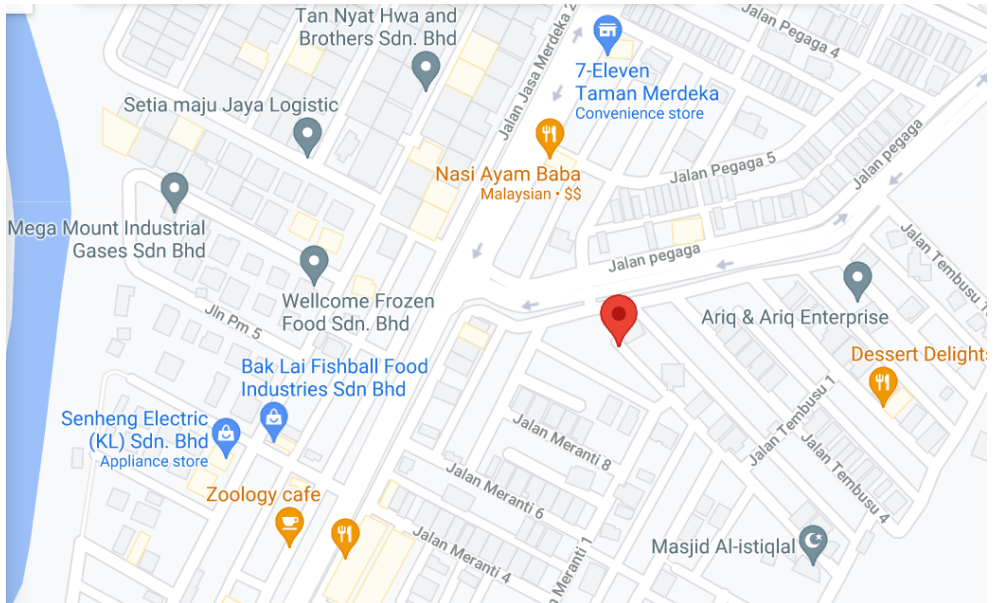 Tan Nyat Hwa and
Brothers Sdn. Bhd
Jalan Jasa Merdeka 2
Jalan Pegaga 4
7-Eleven
Taman Merdeka
Convenience store
Setia maju Jaya Logistic
Nasi Ayam Baba
Malaysian • $$
Jalan Pegaga 5
Jalan pegaga
Mega Mount Industrial
Gases Sdn Bhd
Jalan pegaga
Jalan Tembusu 1
Wellcome Frozen
Food Sdn. Bhd
Jln Pm 5
Ariq & Ariq Enterprise
Dessert Delights
Bak Lai Fishball Food
Industries Sdn Bhd
Jalan Tembusu 1
Senheng Electric
(KL) Sdn. Bhd
Appliance store
Jalan Meranti 8
Jalan Tembusu 4
Zoology cafe
Jalan Meranti 6
Jalan Meranti 4
Meranti 1
Masjid Al-istiqlal